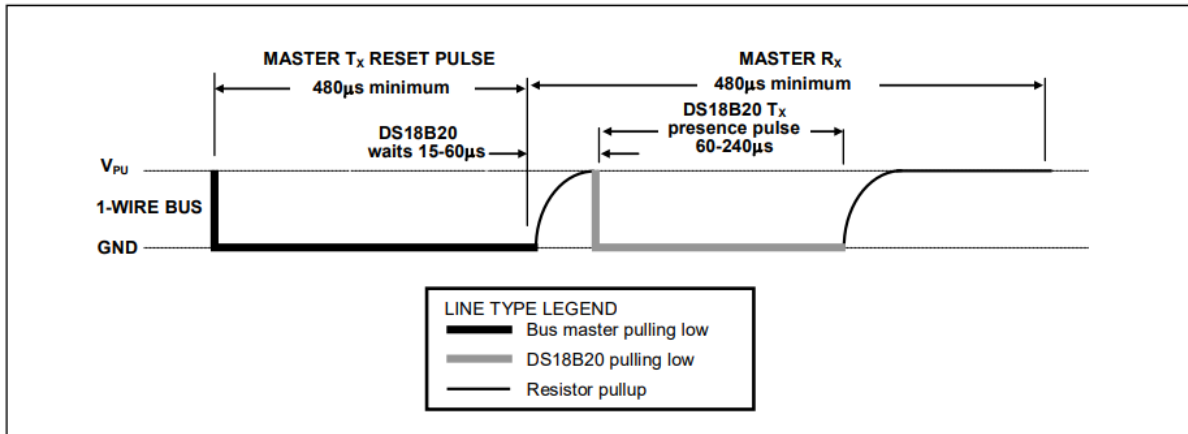 MASTER TX RESET PULSE
480µs minimum
MASTER RX
480µs minimum
DS18B20 TX
presence pulse
60-240µs
DS18B20
waits 15-60µs
VPU
1-WIRE BUS
GND
LINE TYPE LEGEND
Bus master pulling low
DS18B20 pulling low
Resistor pullup